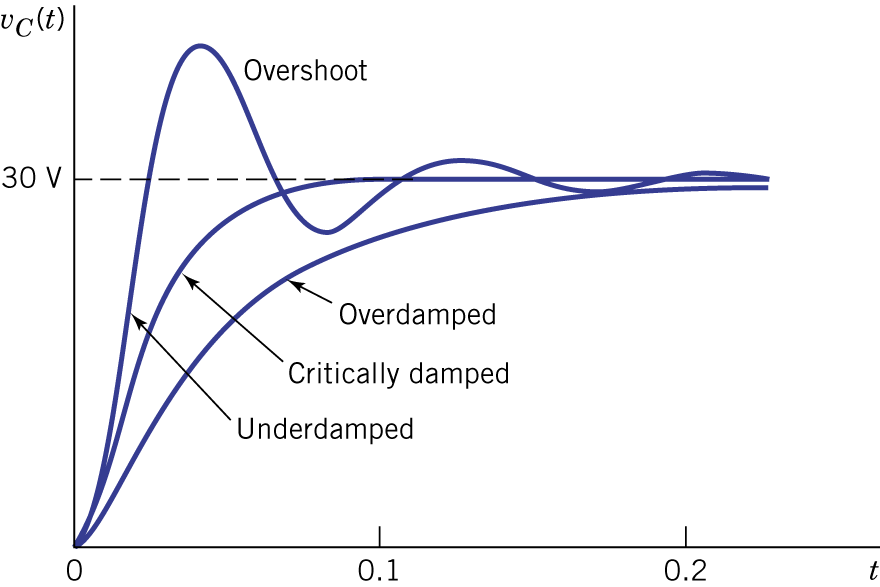 v_C(t)
Overshoot
30 V
Overdamped
Critically damped
Underdamped
0
0.1
0.2
t